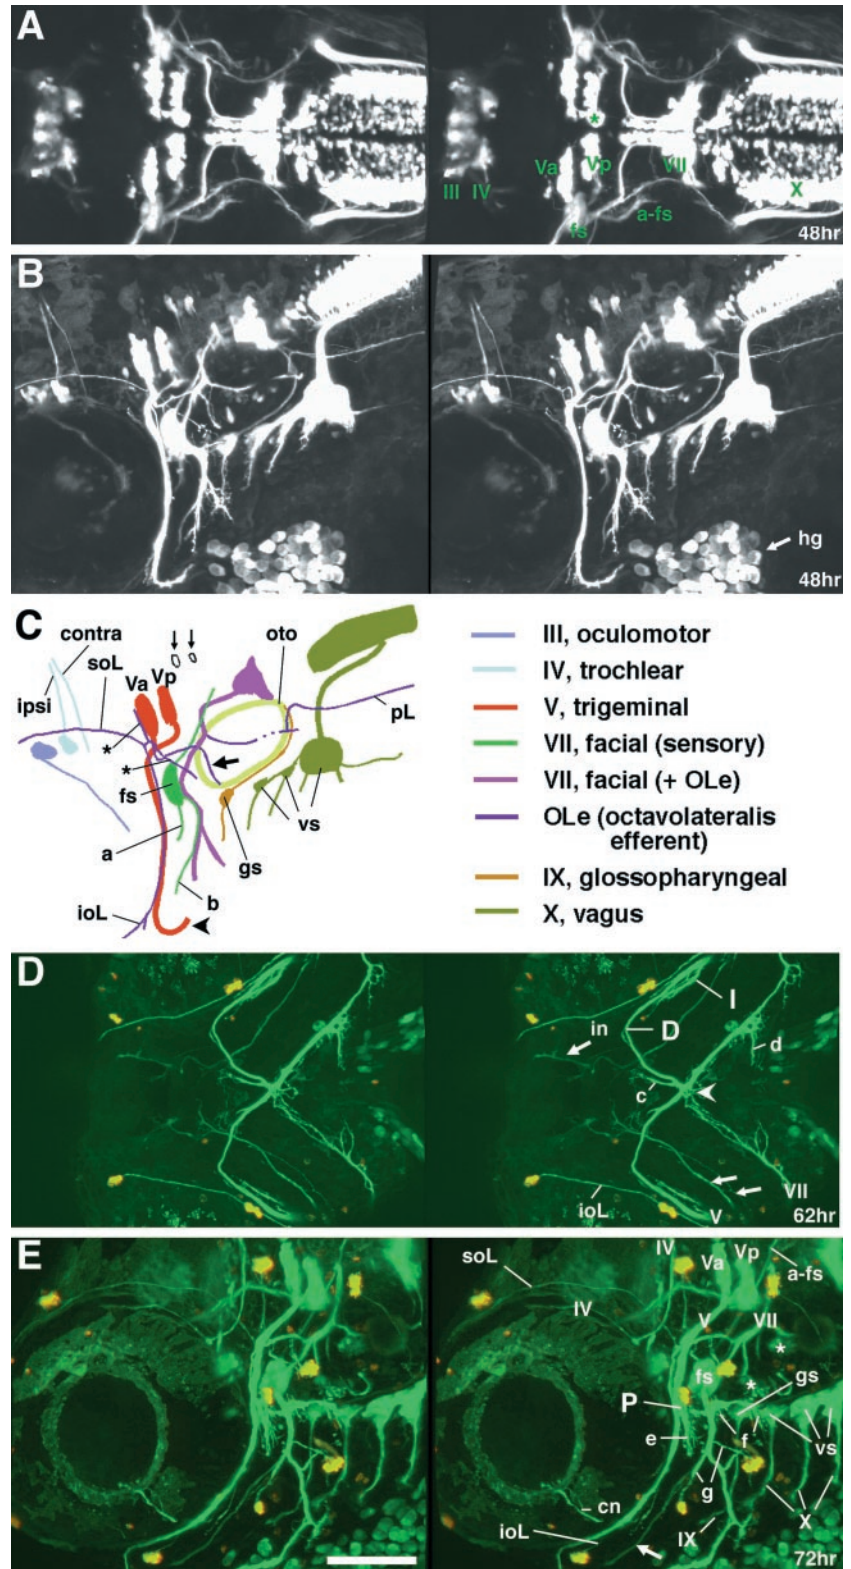 A
*
Va
Vp
VII
III
IV
X
fs
a-fs
48hr
B
hg
48hr
C
contra
oto
soL
Va
Vp
ipsi
pL
*
*
fs
vs
a
gs
b
ioL
III, oculomotor
IV, trochlear
V, trigeminal
VII, facial (sensory)
VII, facial (+ OLe)
OLe (octavolateralis
efferent)
IX, glossopharyngeal
X, vagus
D
I
in
D
d
c
VII
ioL
V
62hr
E
soL
IV
Va
Vp
a-fs
IV
V
VII
*
fs
*
gs
P
e
f
vs
g
cn
X
ioL
IX
72hr